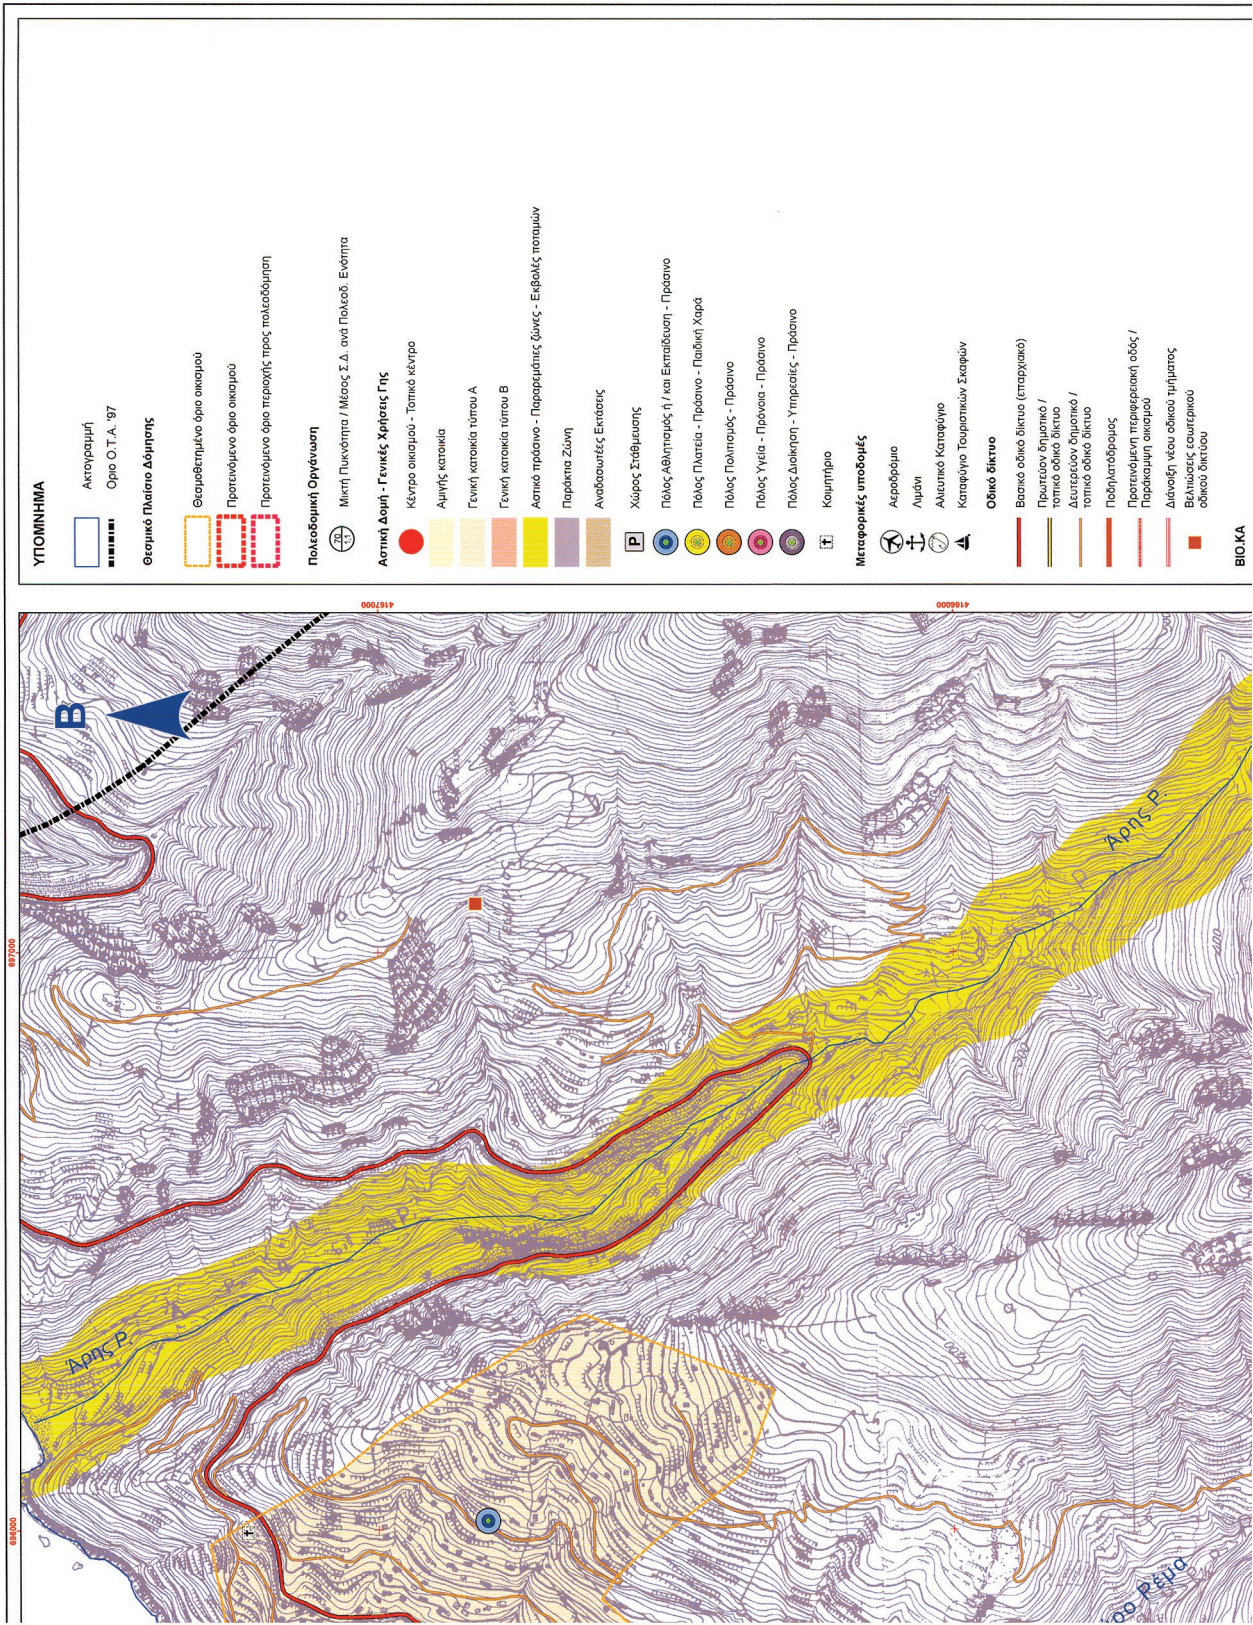 ΥΠΟΜΝΗΜΑ
Ακτογραμμή
Οριο Ο.Τ.Α. '97
Θεσμικό Πλαίσιο Δόμησης
Θεσμοθετημένο όριο οικισμού
Προτεινόμενο όριο οικισμού
Προτεινόμενο όριο περιοχής προς πολεοδόμηση
Πολεοδομική Οργάνωση
70
1,1
Μικτή Πυκνότητα / Μέσος Σ.Δ. ανά Πολεοδ. Ενότητα
Αστική Δομή - Γενικές Χρήσεις Γης
Κέντρο οικισμού - Τοπικό κέντρο
Αμιγής κατοικία
Γενική κατοικία τύπου Α
Γενική κατοικία τύπου Β
Αστικό πράσινο - Παραρεμάτιες ζώνες - Εκβολές ποταμών
Παράκτια Ζώνη
Αναδασωτέες Εκτάσεις
P
Χώρος Στάθμευσης
Πόλος Αθλητισμός ή / και Εκπαίδευση - Πράσινο
Πόλος Πλατεία - Πράσινο - Παιδική Χαρά
Πόλος Πολιτισμός - Πράσινο
Πόλος Υγεία - Πρόνοια - Πράσινο
Πόλος Διοίκηση - Υπηρεσίες - Πράσινο
Κοιμητήριο
Μεταφορικές υποδομές
Αεροδρόμιο
Λιμάνι
Αλιευτικό Καταφύγιο
Καταφύγιο Τουριστικών Σκαφών
Οδικό δίκτυο
Βασικό οδικό δίκτυο (επαρχιακό)
Πρωτεύον δημοτικό /
τοπικό οδικό δίκτυο
Δευτερεύον δημοτικό /
τοπικό οδικό δίκτυο
Ποδηλατόδρομος
Προτεινόμενη περιφερειακή οδός /
Παράκαμψη οικισμού
Διάνοιξη νέου οδικού τμήματος
Βελτιώσεις εσωτερικού
οδικού δικτύου
ΒΙΟ.ΚΑ
4167000
4166000
B
697000
696000
Άρης Ρ.
Άρης Ρ.
Ρέμα